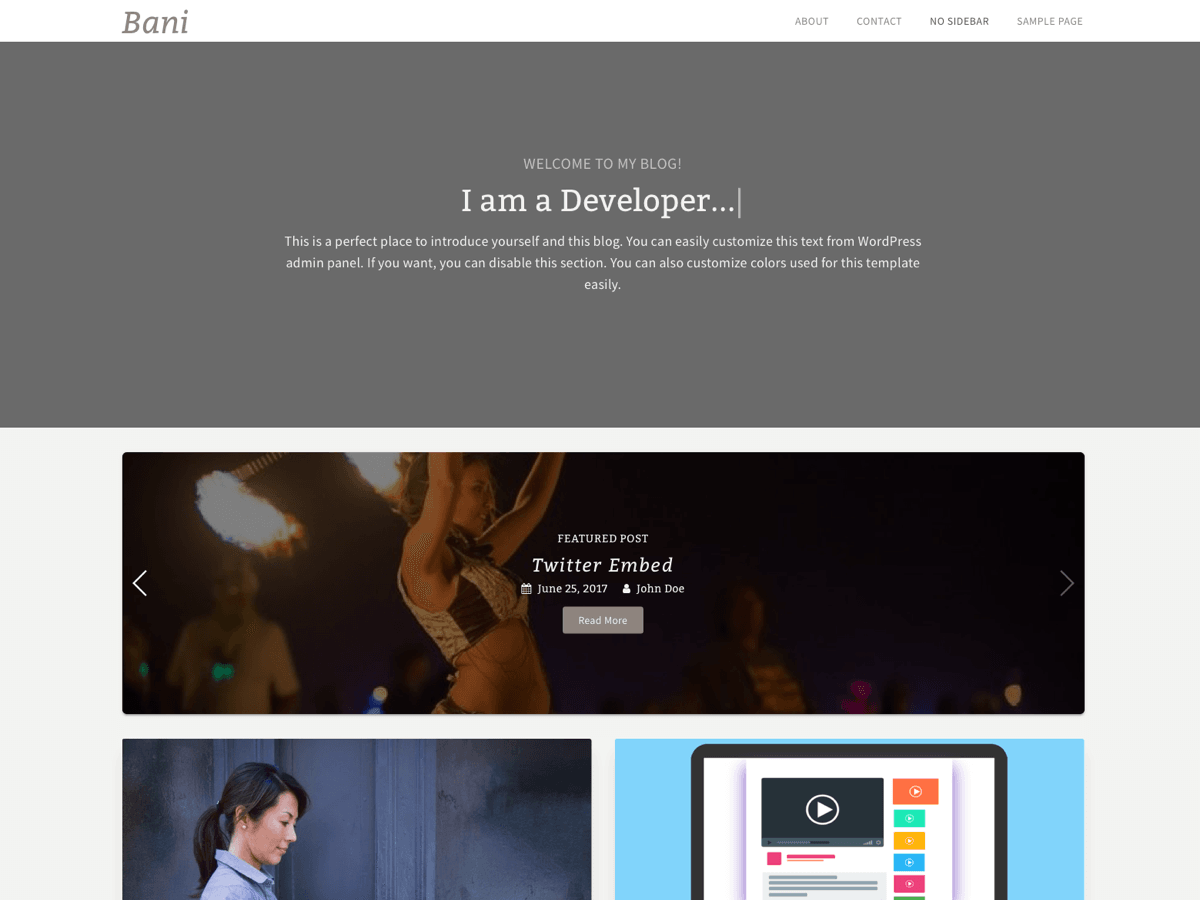 Bani
ABOUT CONTACT NO SIDEBAR SAMPLE PAGE
WELCOME TO MY BLOG!
I am a Developer...|
This is a perfect place to introduce yourself and this blog. You can easily customize this text from WordPress
admin panel. If you want, you can disable this section. You can also customize colors used for this template
easily.
FEATURED POST
Twitter Embed
June 25, 2017 John Doe
Read More